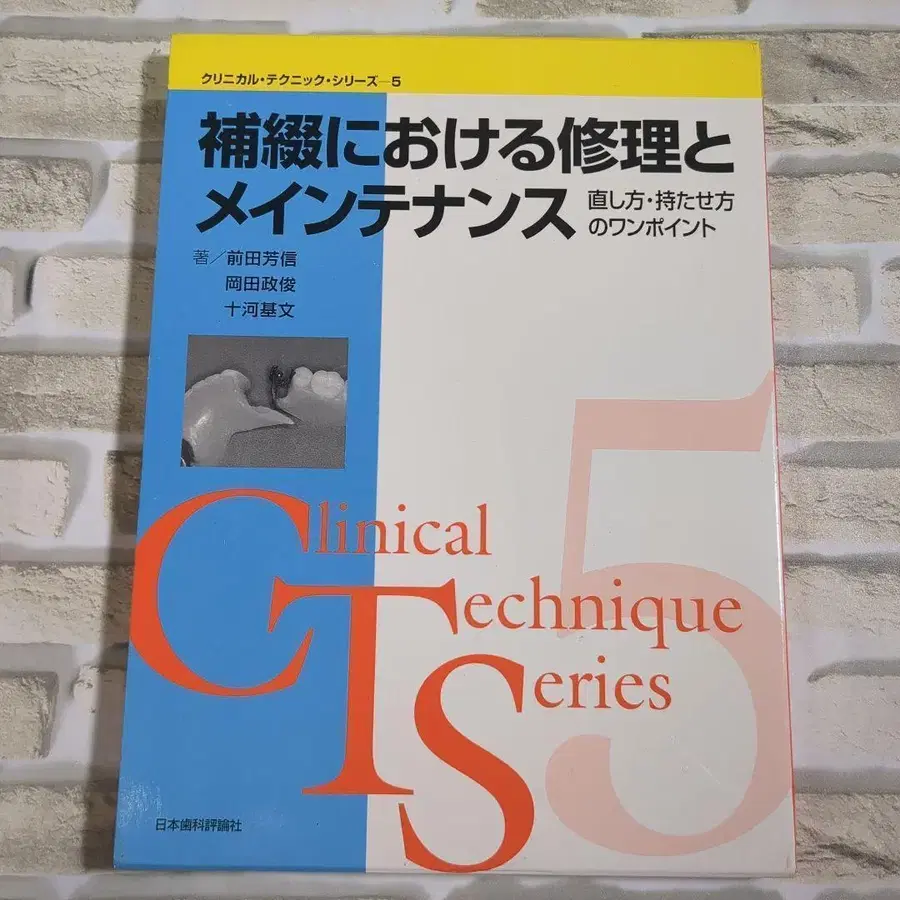 クリニカル・テクニック・シリーズ—5
補綴における修理と
メインテナンス
直し方・持たせ方
のワンポイント
著／前田芳信
岡田政俊
十河基文
5
Clinical
Technique
Series
日本歯科評論社